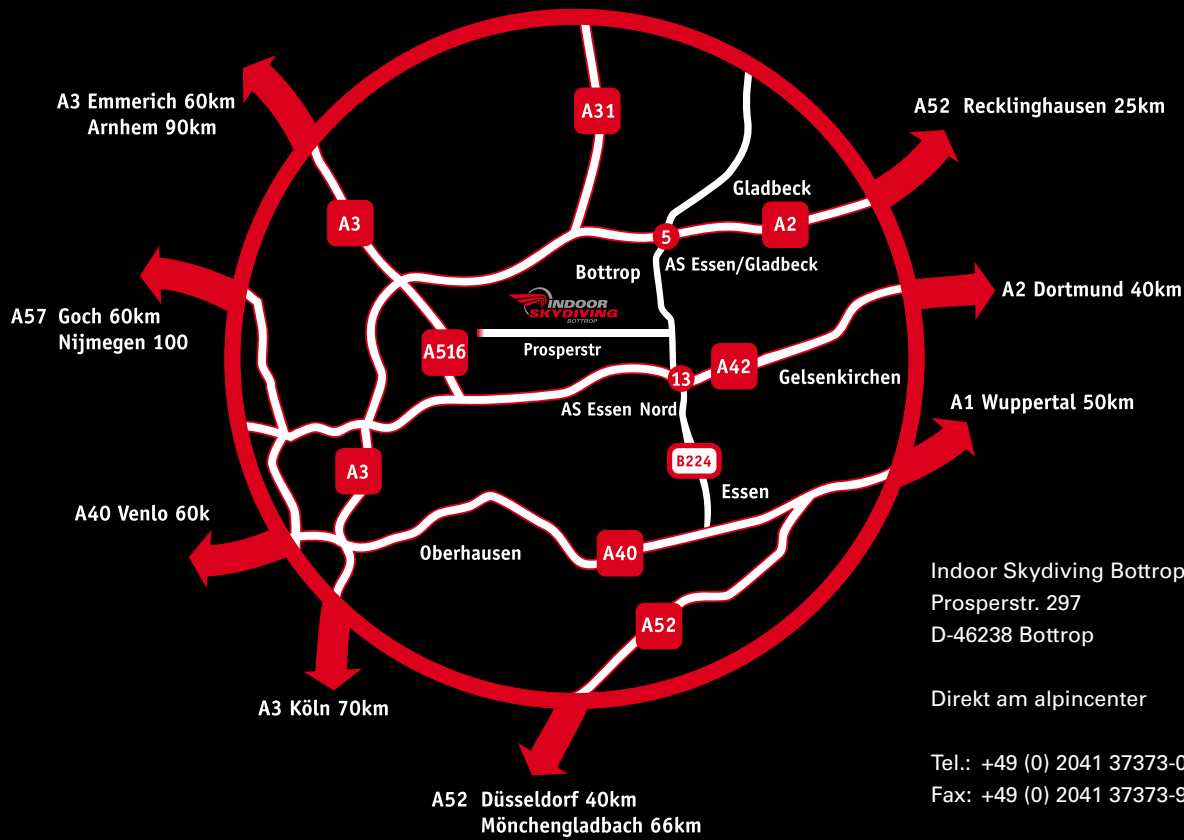 A3 Emmerich 60km
Arnhem 90km
A31
A52 Recklinghausen 25km
Gladbeck
A3
A2
5
AS Essen/Gladbeck
Bottrop
A2 Dortmund 40km
INDOOR
SKYDIVING
BOTTROP
A57 Goch 60km
Nijmegen 100
Prosperstr
A516
A42
13
Gelsenkirchen
AS Essen Nord
A1 Wuppertal 50km
A3
B224
Essen
A40 Venlo 60k
Oberhausen
A40
A52
A3 Köln 70km
A52 Düsseldorf 40km
Mönchengladbach 66km
Indoor Skydiving Bottrop
Prosperstr. 297
D-46238 Bottrop
Direkt am alpincenter
Tel.: +49 (0) 2041 37373-0
Fax: +49 (0) 2041 37373-9